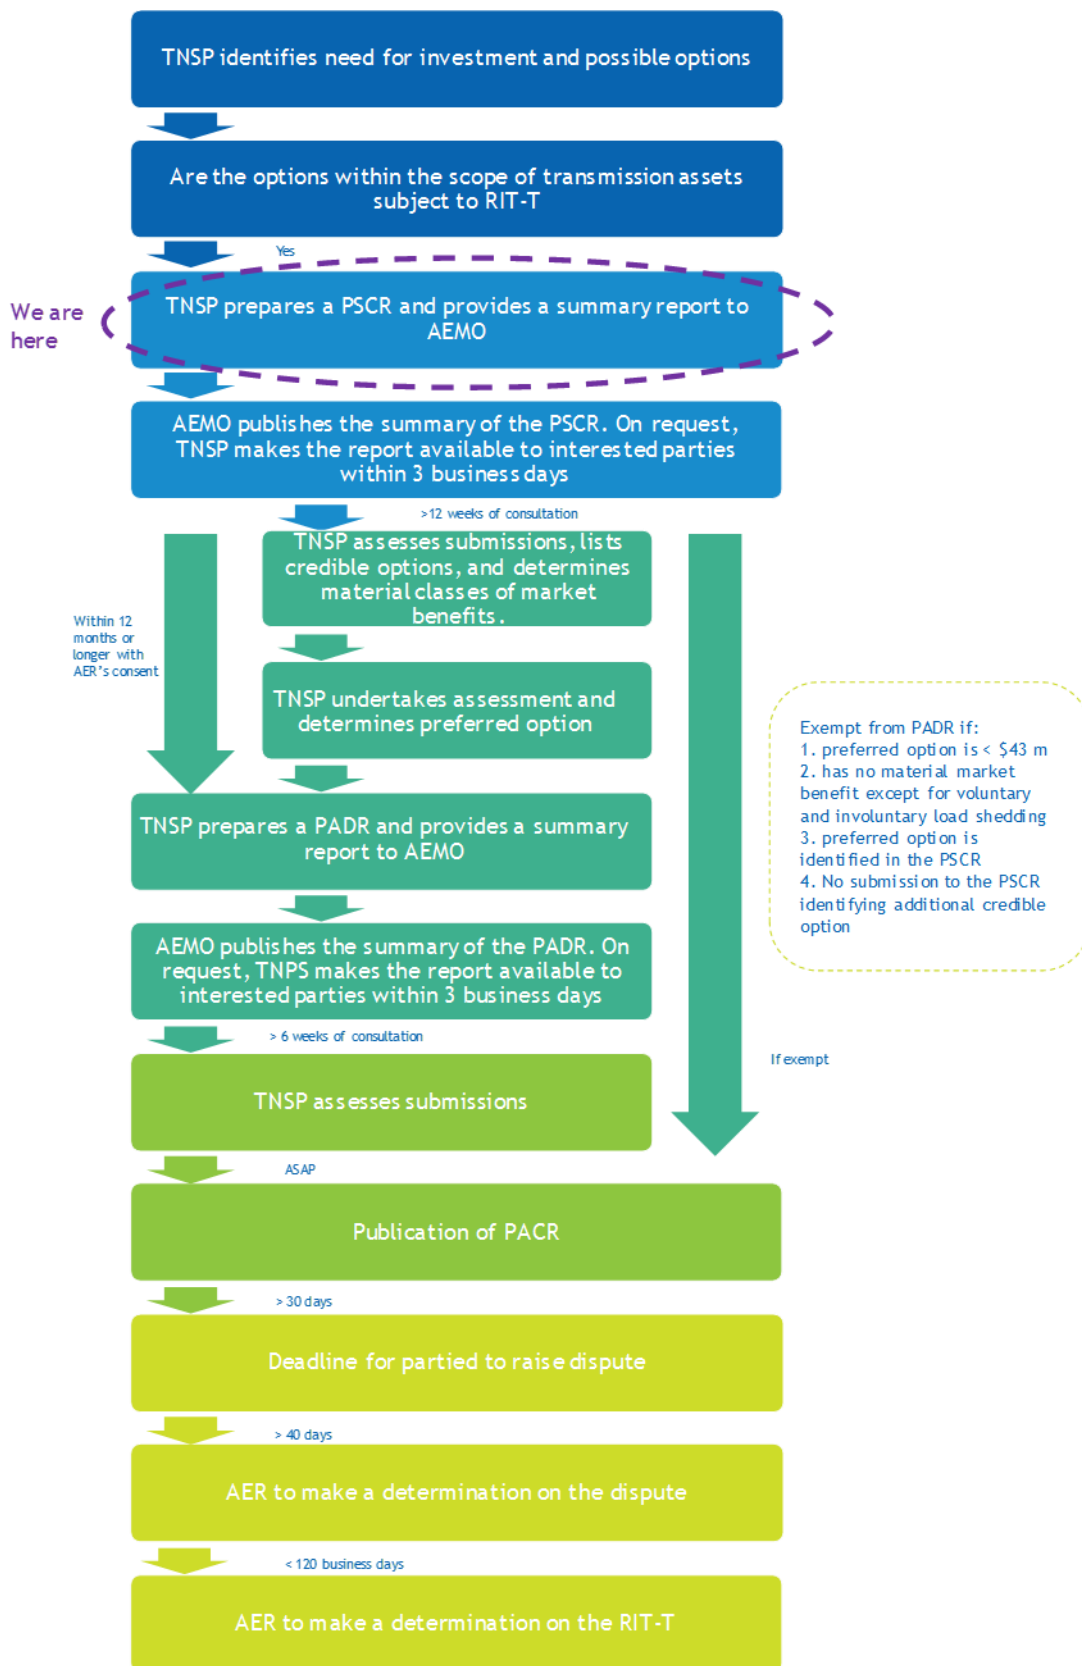 TNSP identifies need for investment and possible options
Are the options within the scope of transmission assets
subject to RIT-T
Yes
We are
here
TNSP prepares a PSCR and provides a summary report to
AEMO
AEMO publishes the summary of the PSCR. On request,
TNSP makes the report available to interested parties
within 3 business days
>12 weeks of consultation
TNSP assesses submissions, lists
credible options, and determines
material classes of market
benefits.
Within 12
months or
longer with
AER's consent
TNSP undertakes assessment and
determines preferred option
Exempt from PADR if:
1. preferred option is < $43 m
2. has no material market
benefit except for voluntary
and involuntary load shedding
3. preferred option is
identified in the PSCR
4. No submission to the PSCR
identifying additional credible
option
TNSP prepares a PADR and provides a summary
report to AEMO
AEMO publishes the summary of the PADR. On
request, TNPS makes the report available to
interested parties within 3 business days
> 6 weeks of consultation
If exempt
TNSP assesses submissions
ASAP
Publication of PACR
> 30 days
Deadline for partied to raise dispute
> 40 days
AER to make a determination on the dispute
< 120 business days
AER to make a determination on the RIT-T